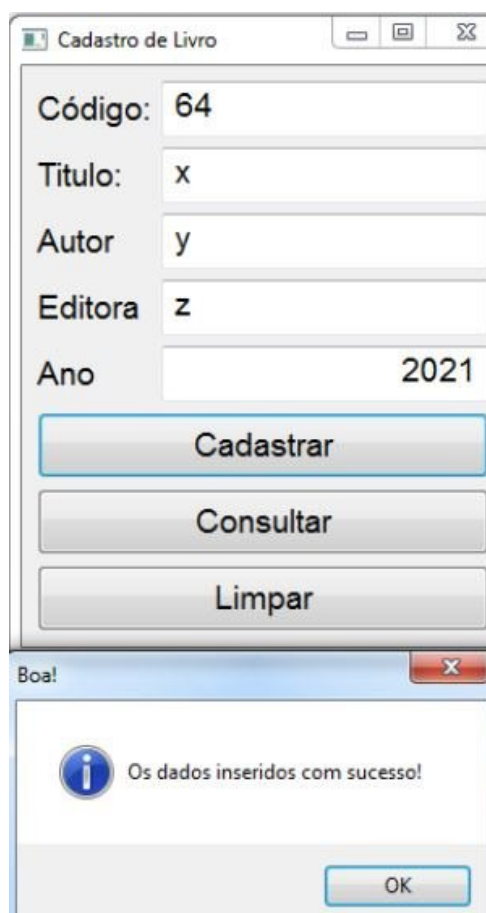 Cadastro de Livro
Código: 64
Titulo: x
Autor y
Editora z
Ano 2021
Cadastrar
Consultar
Limpar
Boa!
Os dados inseridos com sucesso!
OK